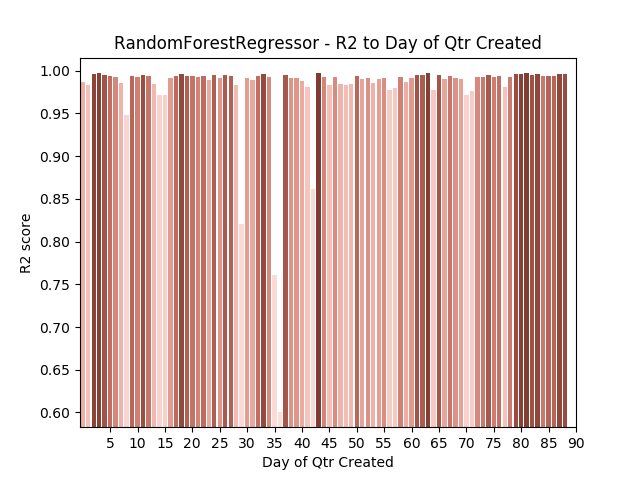 RandomForestRegressor - R2 to Day of Qtr Created
1.00
0.95
0.90
0.85
0.80
0.75
0.70
0.65
0.60
R2 score
5 10 15 20 25 30 35 40 45 50 55 60 65 70 75 80 85 90
Day of Qtr Created